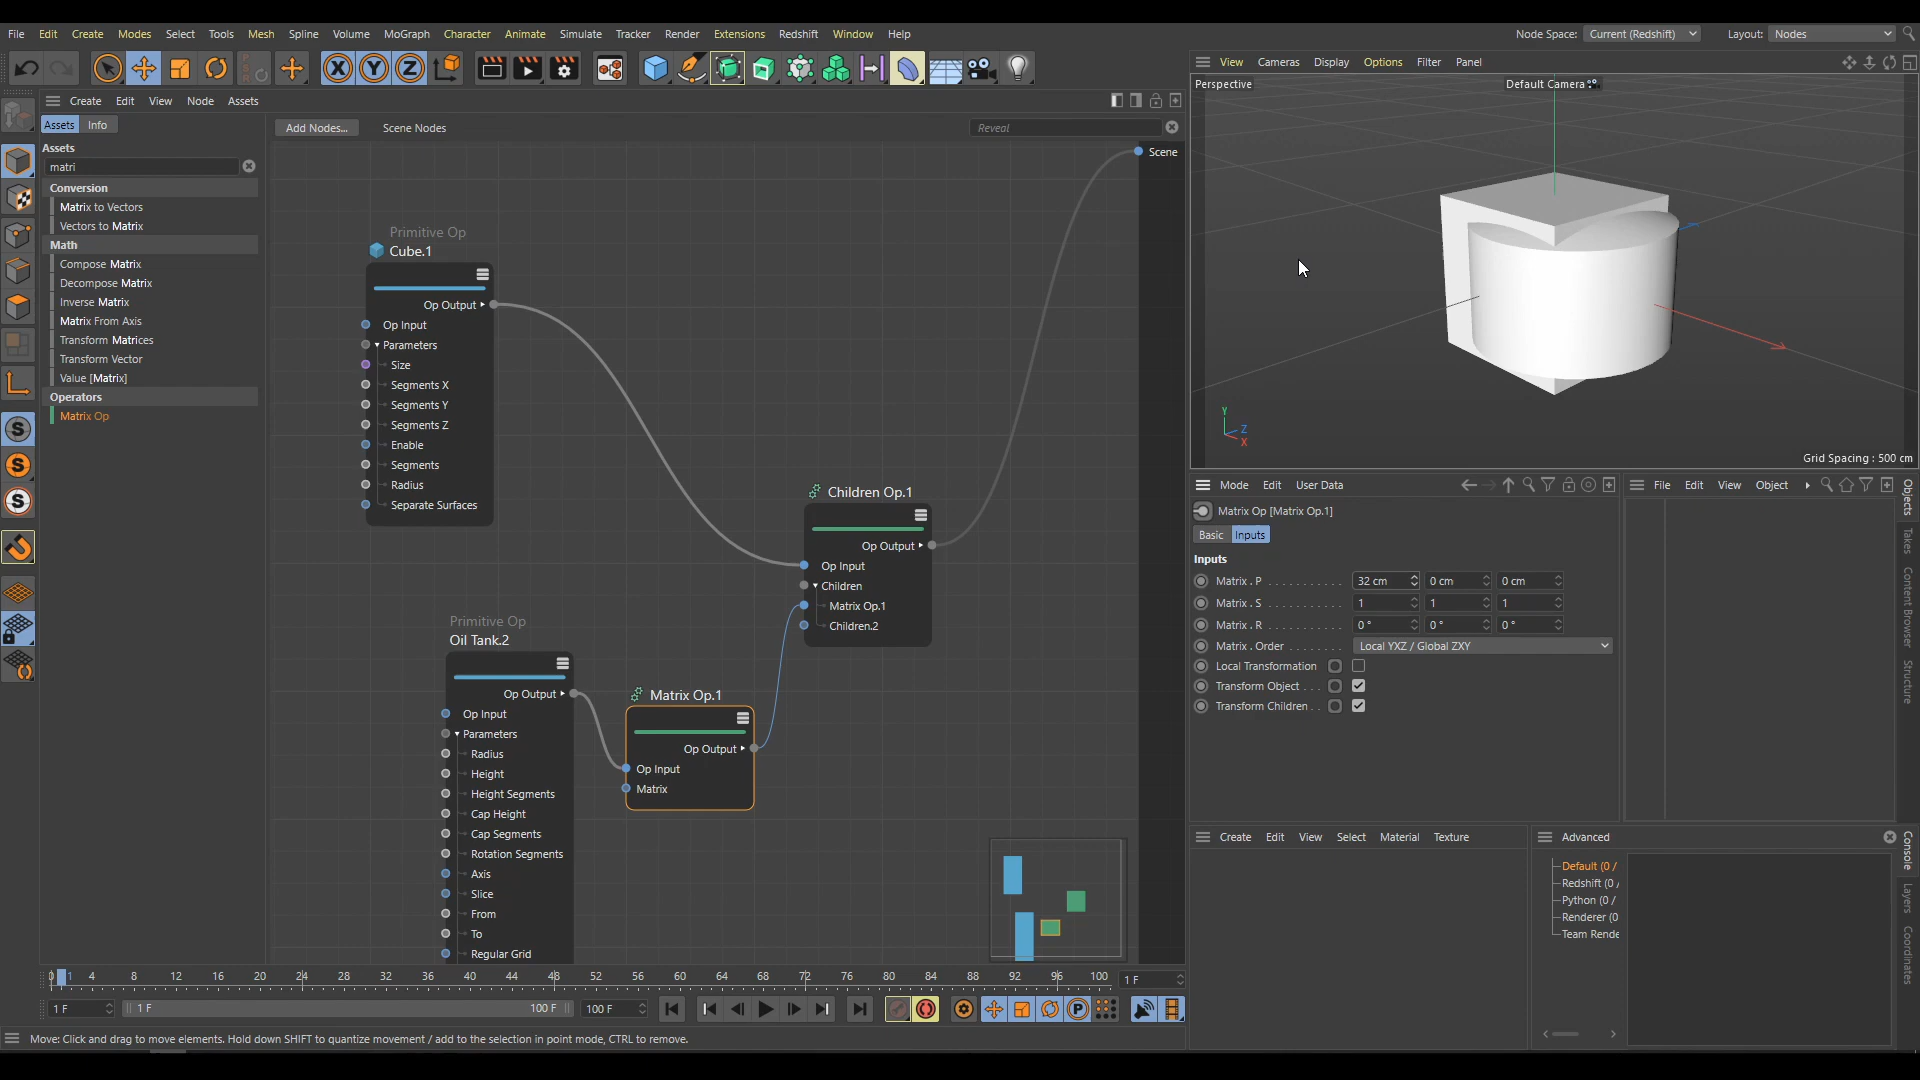 File Edit Create Modes Select Tools Mesh Spline Volume MoGraph Character Animate Simulate Tracker Render Extensions Redshift Window Help Node Space: Current (Redshift) Layout: Nodes
X Y Z
PSR
Create Edit View Node Assets
Assets Info
Assets
matri
Conversion
Matrix to Vectors
Vectors to Matrix
Math
Compose Matrix
Decompose Matrix
Inverse Matrix
Matrix From Axis
Transform Matrices
Transform Vector
Value [Matrix]
Operators
Matrix Op
S
S
S
Add Nodes... Scene Nodes Reveal
Scene
Primitive Op
Cube.1
Op Output
Op Input
Parameters
Size
Segments X
Segments Y
Segments Z
Enable
Segments
Radius
Separate Surfaces
Children Op.1
Op Output
Op Input
Children
Matrix Op.1
Children.2
Primitive Op
Oil Tank.2
Op Output
Op Input
Parameters
Radius
Height
Height Segments
Cap Height
Cap Segments
Rotation Segments
Axis
Slice
From
To
Regular Grid
Matrix Op.1
Op Output
Op Input
Matrix
View Cameras Display Options Filter Panel
Perspective Default Camera
Y
Z
X
Grid Spacing : 500 cm
Mode Edit User Data
Matrix Op [Matrix Op.1]
Basic Inputs
Inputs
Matrix . P . . . . . . . . . . . 32 cm 0 cm 0 cm
Matrix . S . . . . . . . . . . . 1 1 1
Matrix . R . . . . . . . . . . . 0 ° 0 ° 0 °
Matrix . Order . . . . . . . . Local YXZ / Global ZXY
Local Transformation
Transform Object . . .
Transform Children . .
File Edit View Object
Objects
Takes
Content Browser
Structure
Create Edit View Select Material Texture
Advanced
Default (0 /
Redshift (0 /
Python (0 /
Renderer (0
Team Rende
Console
Layers
Coordinates
0 1 4 8 12 16 20 24 28 32 36 40 44 48 52 56 60 64 68 72 76 80 84 88 92 96 100 1 F
1 F 1 F 100 F 100 F
P
Move: Click and drag to move elements. Hold down SHIFT to quantize movement / add to the selection in point mode, CTRL to remove.